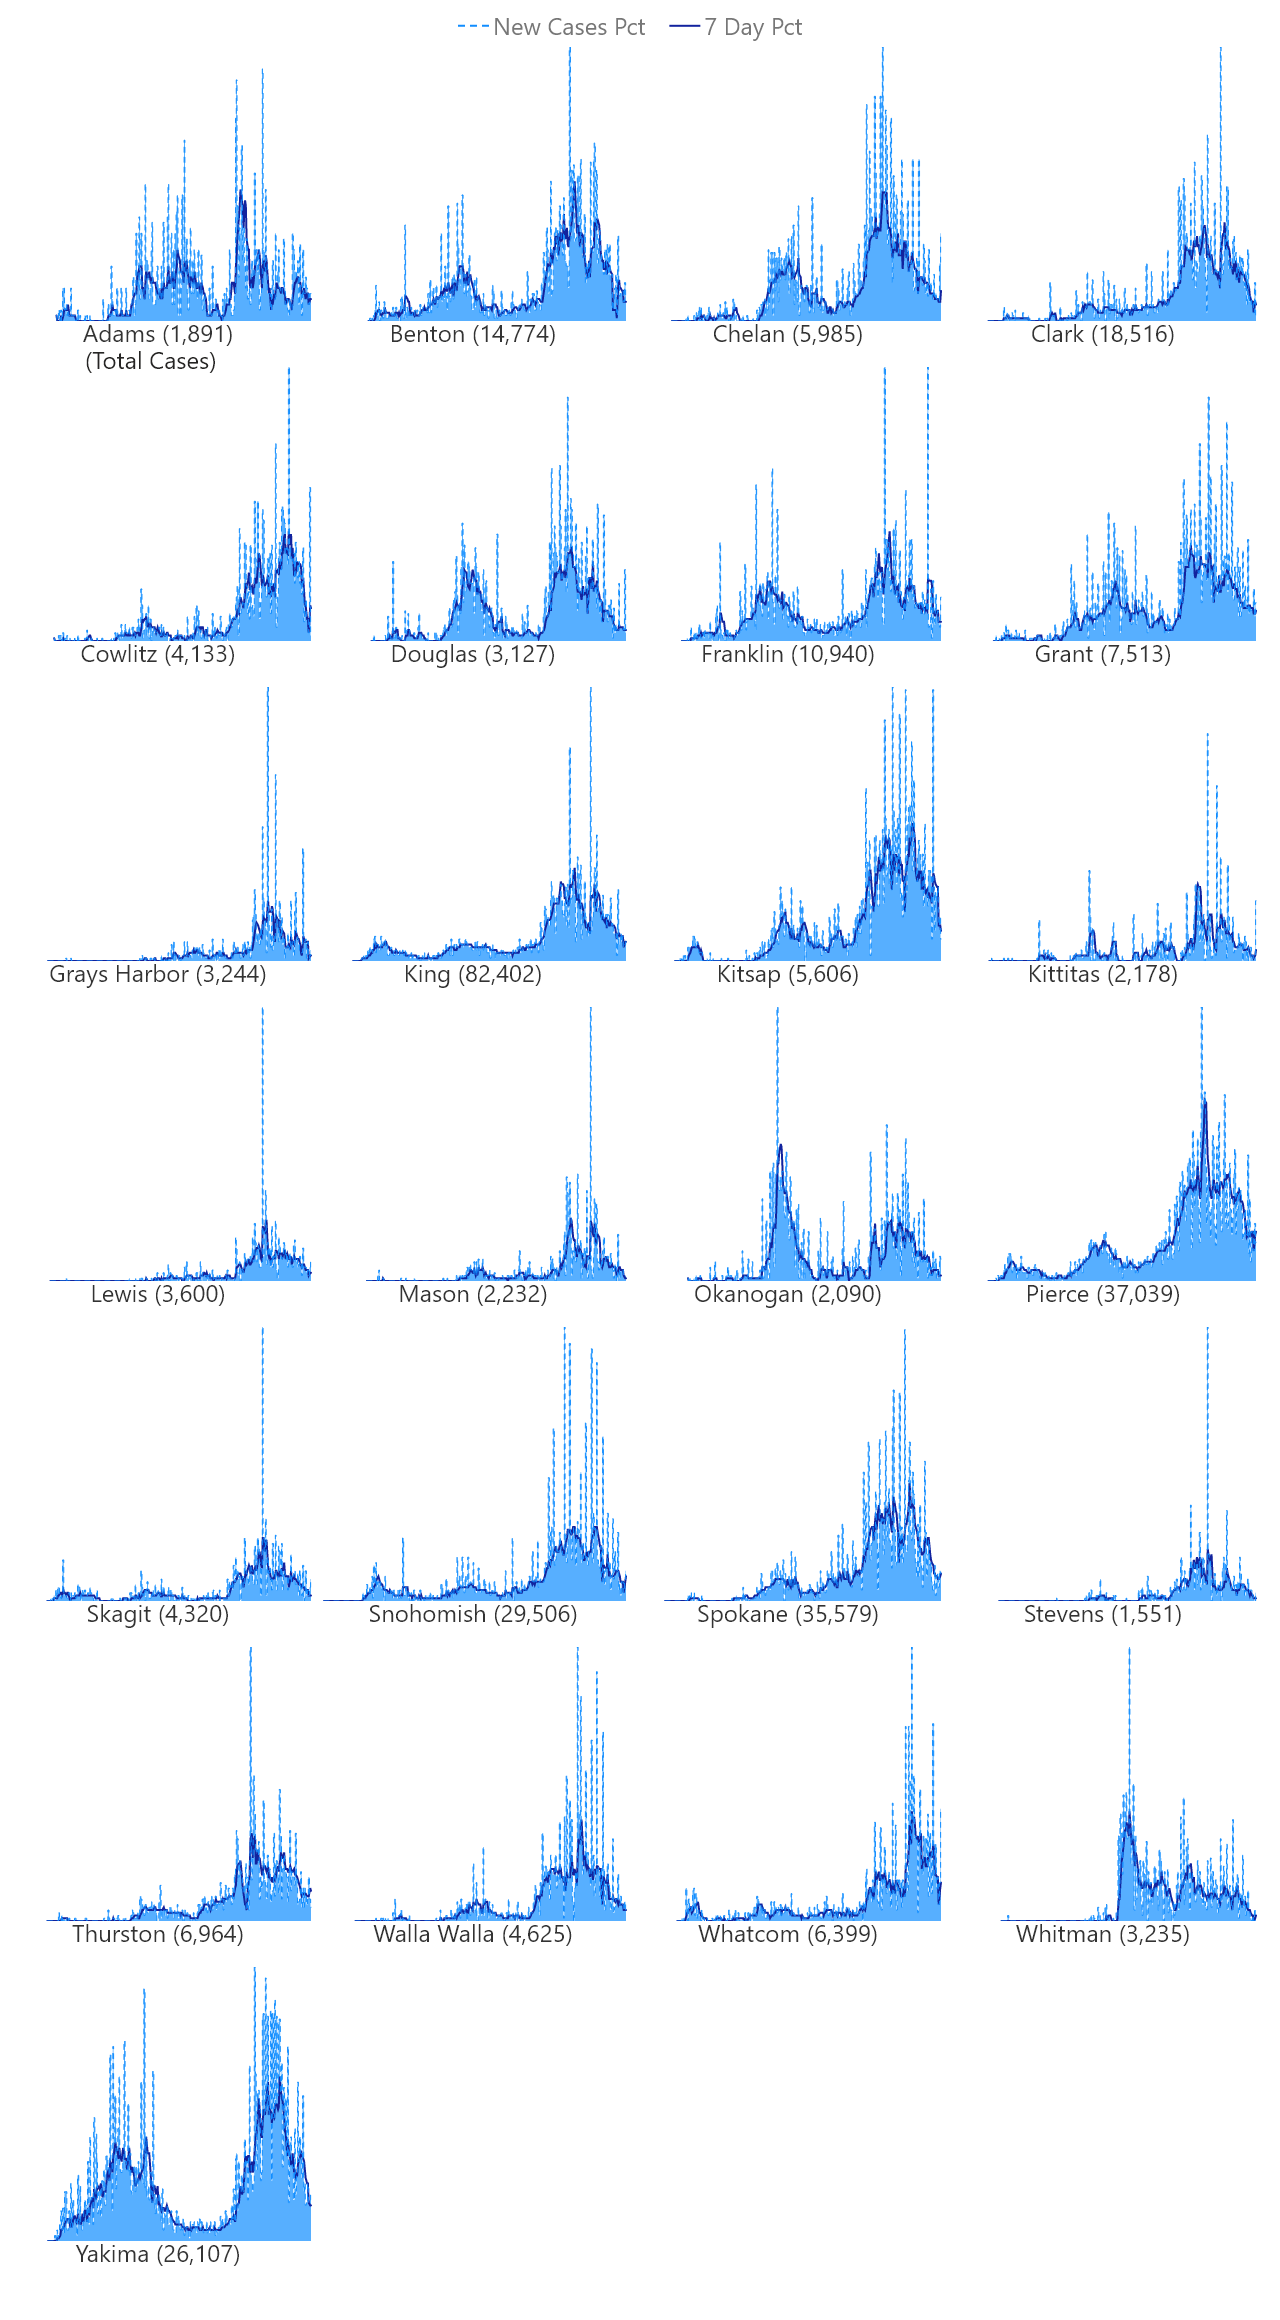 New Cases Pct 7 Day Pct
Adams (1,891) Benton (14,774) Chelan (5,985) Clark (18,516)
(Total Cases)
Cowlitz (4,133) Douglas (3,127) Franklin (10,940) Grant (7,513)
Grays Harbor (3,244) King (82,402) Kitsap (5,606) Kittitas (2,178)
Lewis (3,600) Mason (2,232) Okanogan (2,090) Pierce (37,039)
Skagit (4,320) Snohomish (29,506) Spokane (35,579) Stevens (1,551)
Thurston (6,964) Walla Walla (4,625) Whatcom (6,399) Whitman (3,235)
Yakima (26,107)